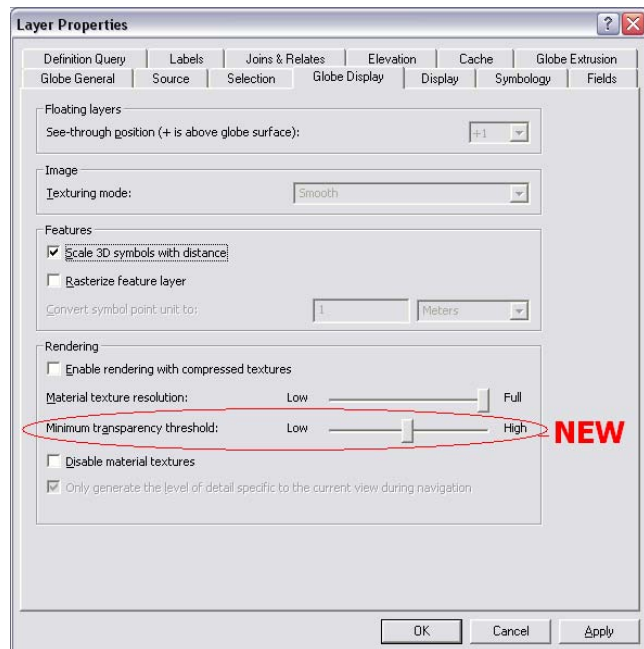 Layer Properties
Definition Query Labels Joins & Relates Elevation Cache Globe Extrusion
Globe General Source Selection Globe Display Display Symbology Fields
Floating layers
See-through position (+ is above globe surface): +1
Image
Texturing mode: Smooth
Features
Scale 3D symbols with distance
Rasterize feature layer
Convert symbol point unit to: 1 Meters
Rendering
Enable rendering with compressed textures
Material texture resolution: Low Full
Minimum transparency threshold: Low High NEW
Disable material textures
Only generate the level of detail specific to the current view during navigation
OK Cancel Apply